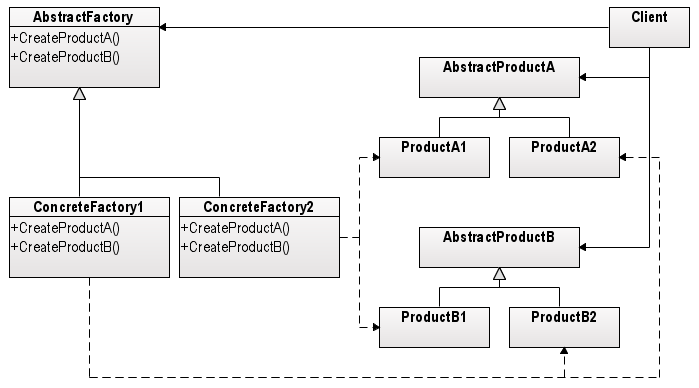 AbstractFactory
+CreateProductA()
+CreateProductB()
Client
AbstractProductA
ProductA1
ProductA2
ConcreteFactory1
+CreateProductA()
+CreateProductB()
ConcreteFactory2
+CreateProductA()
+CreateProductB()
AbstractProductB
ProductB1
ProductB2